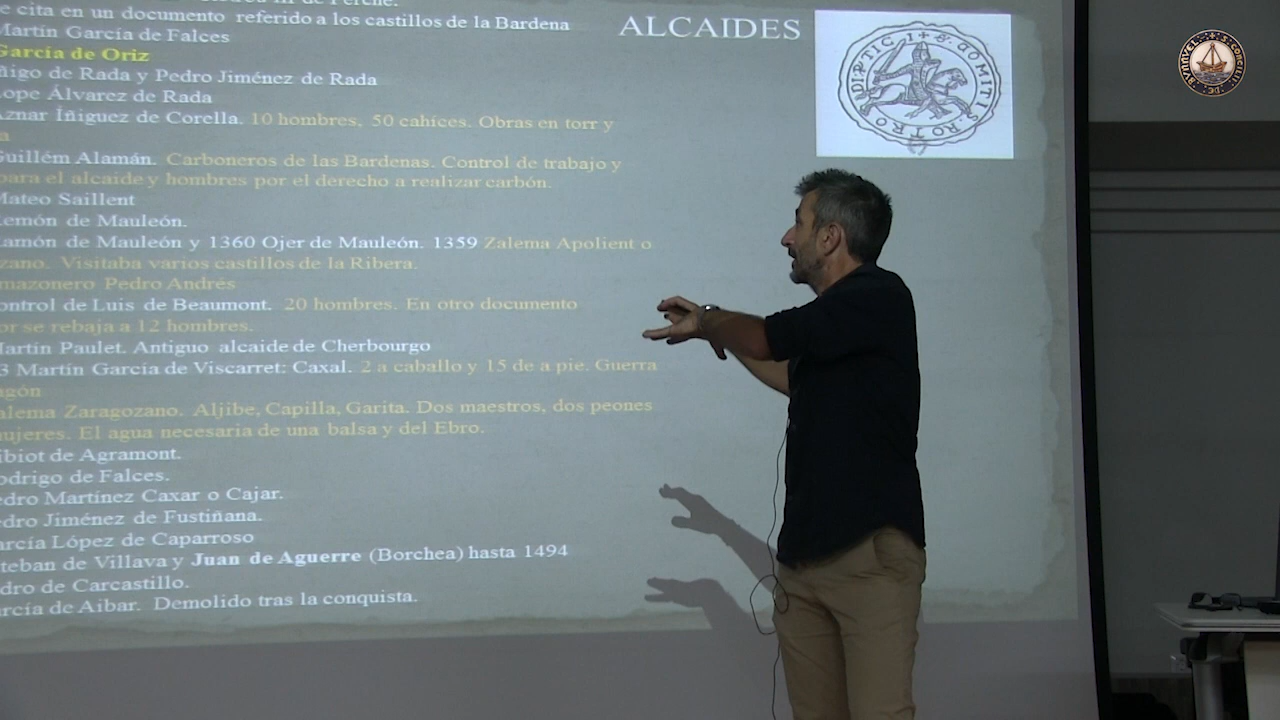 e cita en un documento referido a los castillos de la Bardena
Martín García de Falces
García de Oriz
ñigo de Rada y Pedro Jiménez de Rada
Lope Álvarez de Rada
Aznar Íñiguez de Corella. 10 hombres, 50 cahíces. Obras en torr y
a
Guillém Alamán. Carboneros de las Bardenas. Control de trabajo y
para el alcaide y hombres por el derecho a realizar carbón.
Mateo Saillent
Remón de Mauleón.
Ramón de Mauleón y 1360 Ojer de Mauleón. 1359 Zalema Apolient o
zano. Visitaba varios castillos de la Ribera.
mazonero Pedro Andrés
ontrol de Luis de Beaumont. 20 hombres. En otro documento
or se rebaja a 12 hombres.
Martín Paulet. Antiguo alcaide de Cherbourgo
3 Martín García de Viscarret: Caxal. 2 a caballo y 15 de a pie. Guerra
agón
alema Zaragozano. Aljibe, Capilla, Garita. Dos maestros, dos peones
mujeres. El agua necesaria de una balsa y del Ebro.
ibiot de Agramont.
odrigo de Falces.
edro Martínez Caxar o Cajar.
edro Jiménez de Fustiñana.
arcía López de Caparroso
teban de Villava y Juan de Aguerre (Borchea) hasta 1494
dro de Carcastillo.
arcía de Aibar. Demolido tras la conquista.
ALCAIDES